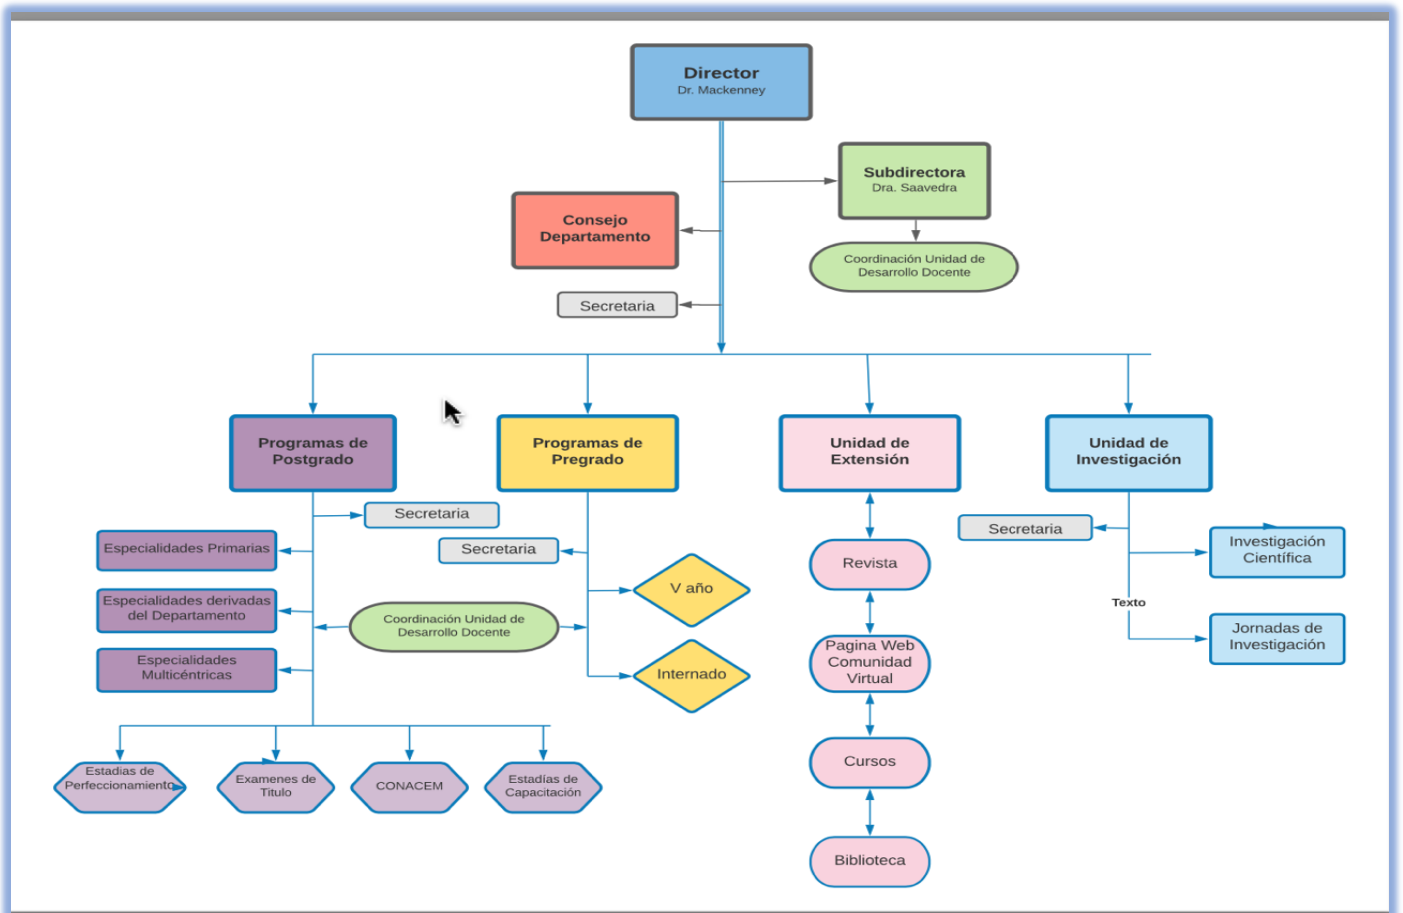 Director
Dr. Mackenney
Subdirectora
Dra. Saavedra
Consejo
Departamento
Coordinación Unidad de
Desarrollo Docente
Secretaria
Programas de
Postgrado
Programas de
Pregrado
Unidad de
Extensión
Unidad de
Investigación
Secretaria
Especialidades Primarias
Especialidades derivadas
del Departamento
Especialidades
Multicéntricas
Coordinación Unidad de
Desarrollo Docente
Estadias de
Perfeccionamiento
Examenes de
Titulo
CONACEM
Estadías de
Capacitación
Secretaria
V año
Internado
Revista
Pagina Web
Comunidad
Virtual
Cursos
Biblioteca
Secretaria
Investigación
Científica
Texto
Jornadas de
Investigación